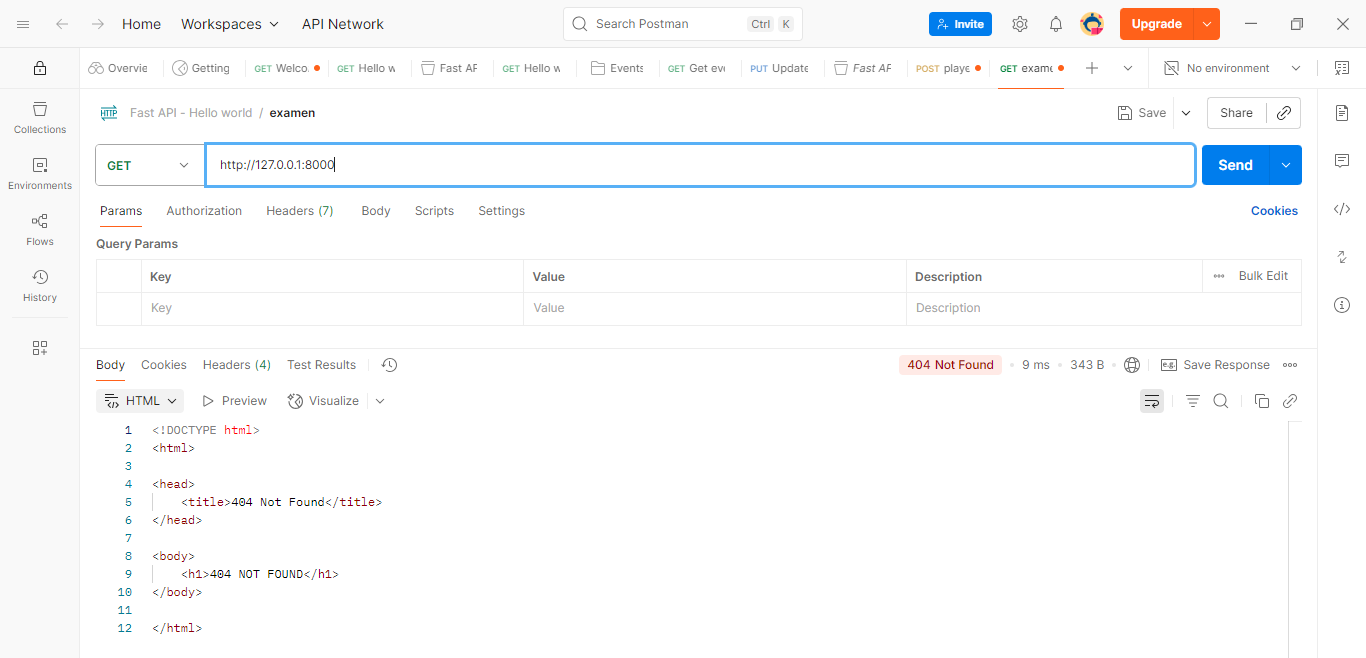 Home Workspaces API Network Search Postman Ctrl K Invite Upgrade
Overvie Getting GET Welco. GET Hello w Fast AF GET Hello w Events GET Get eve PUT Update Fast AF POST playe GET exame No environment
Collections
Environments
Flows
History
HTTP Fast API - Hello world / examen Save Share
GET http://127.0.0.1:8000 Send
Params Authorization Headers (7) Body Scripts Settings Cookies
Query Params
Key Value Description Bulk Edit
Key Value Description
Body Cookies Headers (4) Test Results 404 Not Found 9 ms 343 B e.g. Save Response
HTML Preview Visualize
1 <!DOCTYPE html>
2 <html>
3
4 <head>
5 <title>404 Not Found</title>
6 </head>
7
8 <body>
9 <h1>404 NOT FOUND</h1>
10 </body>
11
12 </html>